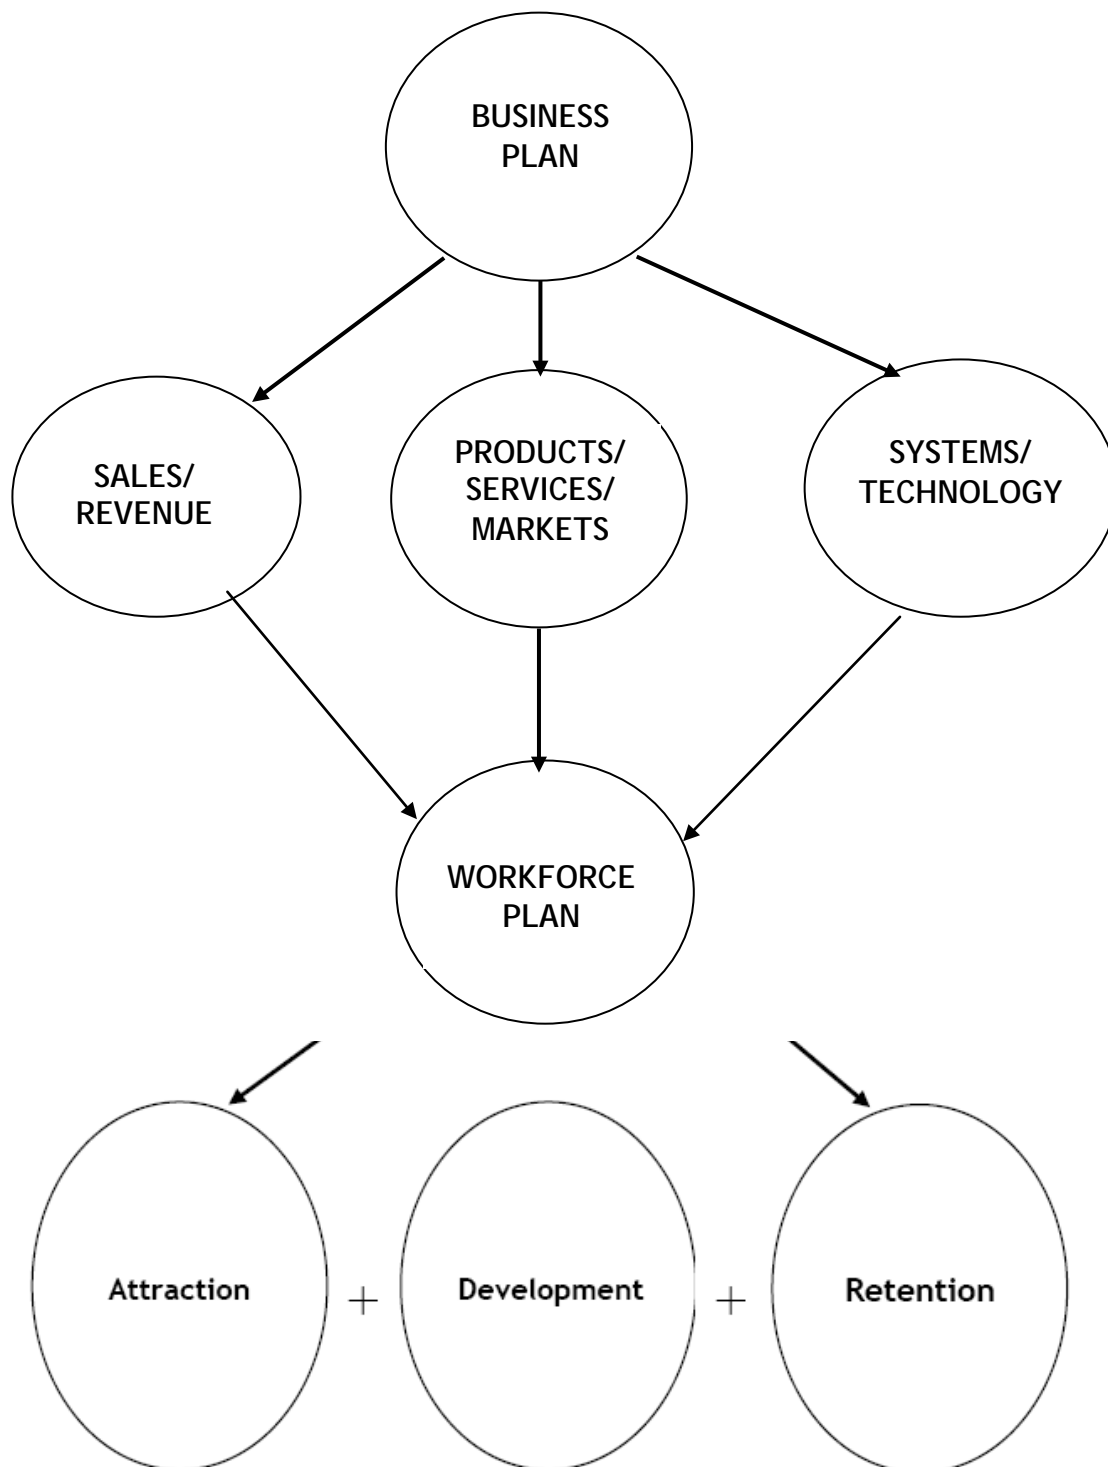 BUSINESS
PLAN
SALES/
REVENUE
PRODUCTS/
SERVICES/
MARKETS
SYSTEMS/
TECHNOLOGY
WORKFORCE
PLAN
Attraction
+
Development
+
Retention